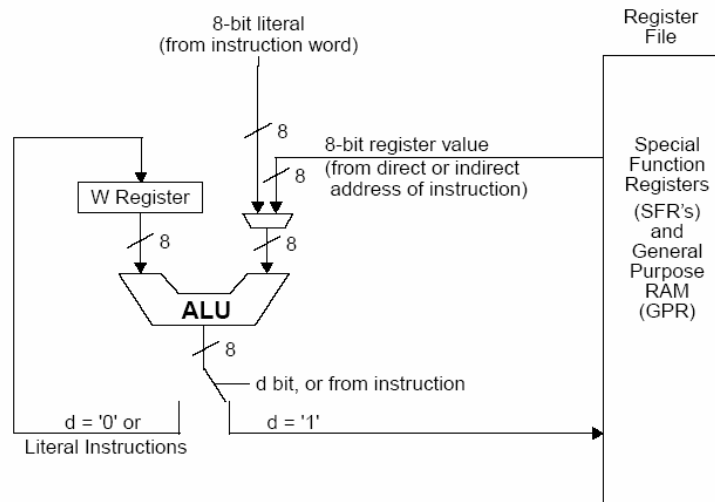 8-bit literal
(from instruction word)
Register
File
8
8-bit register value
(from direct or indirect
address of instruction)
8
Special
Function
Registers
(SFR's)
and
General
Purpose
RAM
(GPR)
W Register
8
8
ALU
8
d bit, or from instruction
d = '0' or
Literal Instructions
d = '1'